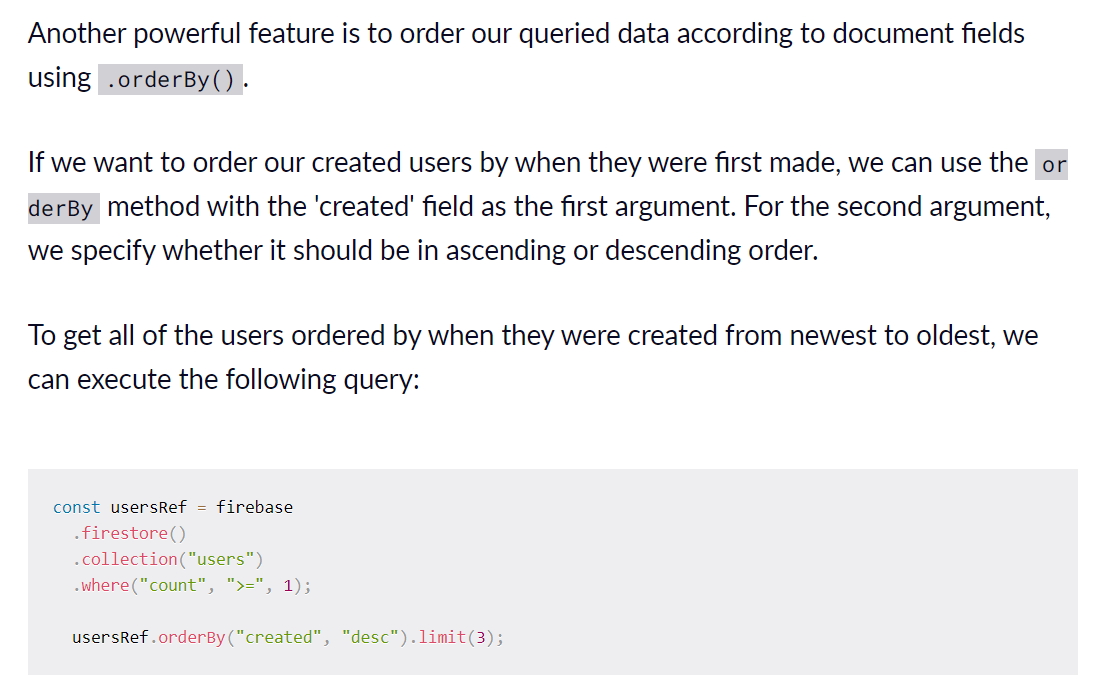 Another powerful feature is to order our queried data according to document fields
using .orderBy().
If we want to order our created users by when they were first made, we can use the or
derBy method with the 'created' field as the first argument. For the second argument,
we specify whether it should be in ascending or descending order.
To get all of the users ordered by when they were created from newest to oldest, we
can execute the following query:
const usersRef = firebase
.firestore()
.collection("users")
.where("count", ">=", 1);
usersRef.orderBy("created", "desc").limit(3);